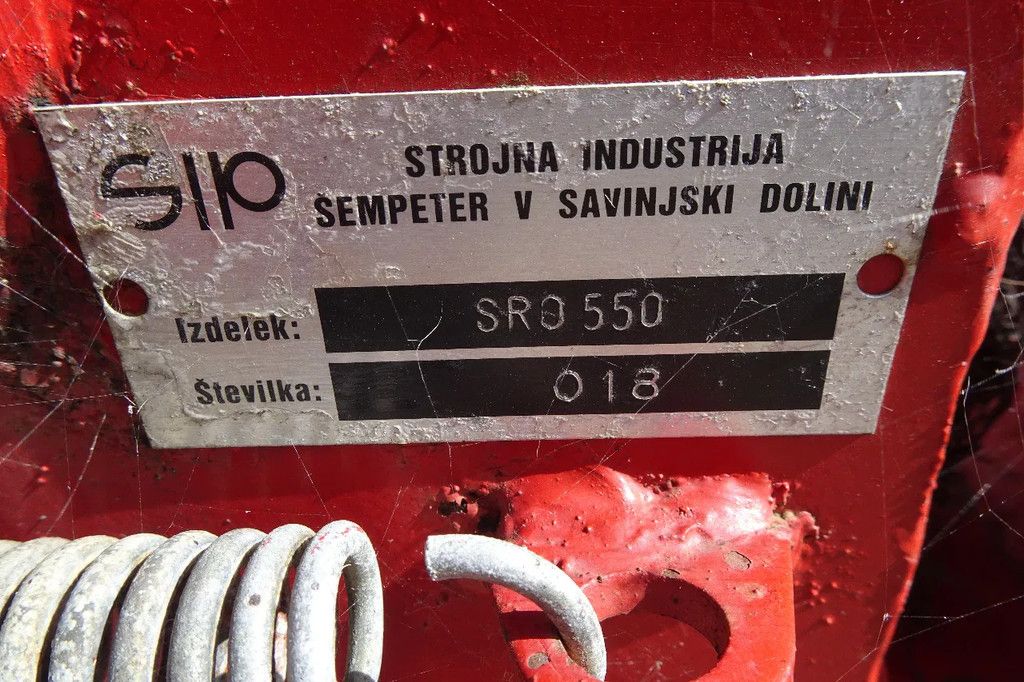 SIP
STROJNA INDUSTRIJA
ŠEMPETER V SAVINJSKI DOLINI
Izdelek: SRO 550
Številka: 018